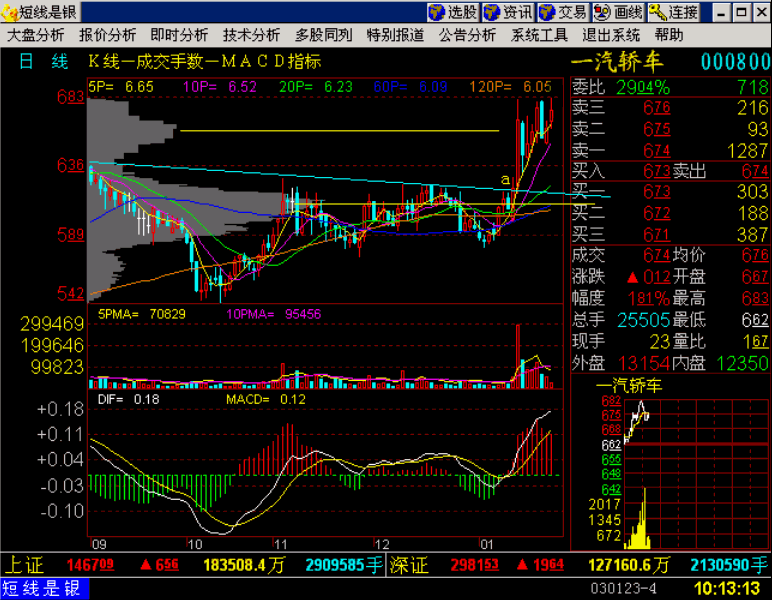 短线是银
选股 资讯 交易 画线 连接
大盘分析 报价分析 即时分析 技术分析 多股同列 特别报道 公告分析 系统工具 退出系统 帮助
日 线 K线—成交手数—MACD指标
一汽轿车 000800
5P= 6.65 10P= 6.52 20P= 6.23 60P= 6.09 120P= 6.05
683
636
589
542
a
委比 2904% 718
卖三 676 216
卖二 675 93
卖一 674 1287
买入 673 卖出 674
买一 673 303
买二 672 188
买三 671 387
成交 674 均价 676
涨跌 ▲012 开盘 667
幅度 181% 最高 683
总手 25505 最低 662
现手 23 量比 167
外盘 13154 内盘 12350
5PMA= 70829 10PMA= 95456
299469
199646
99823
DIF= 0.18 MACD= 0.12
+0.18
+0.11
+0.04
-0.03
-0.10
09 10 11 12 01
一汽轿车
682
675
668
662
655
648
642
2017
1345
672
上证 146709 ▲656 183508.4万 2909585手 深证 298153 ▲1964 127160.6万 2130590手
短线是银 030123-4 10:13:13